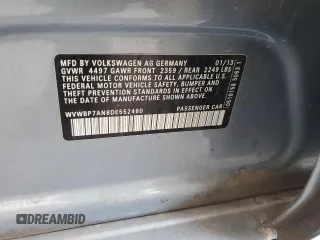 MFD BY VOLKSWAGEN AG GERMANY 01/13
GVWR 4497 GAWR FRONT 2359 / REAR 2249 LBS
THIS VEHICLE CONFORMS TO ALL APPLICABLE U.S.
FEDERAL MOTOR VEHICLE SAFETY, BUMPER AND
THEFT PREVENTION STANDARDS IN EFFECT ON THE
DATE OF MANUFACTURE SHOWN ABOVE
WVWBP7AN8DE552460 PASSENGER CAR
DREAMBID